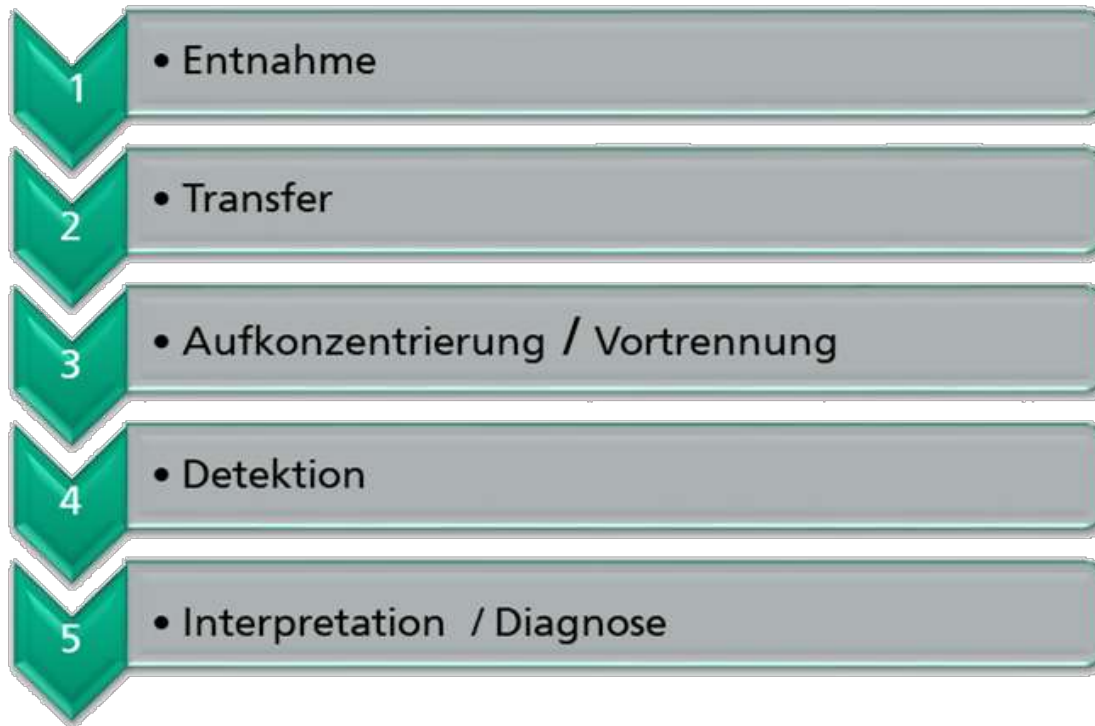 1 • Entnahme
2 • Transfer
3 • Aufkonzentrierung / Vortrennung
4 • Detektion
5 • Interpretation / Diagnose